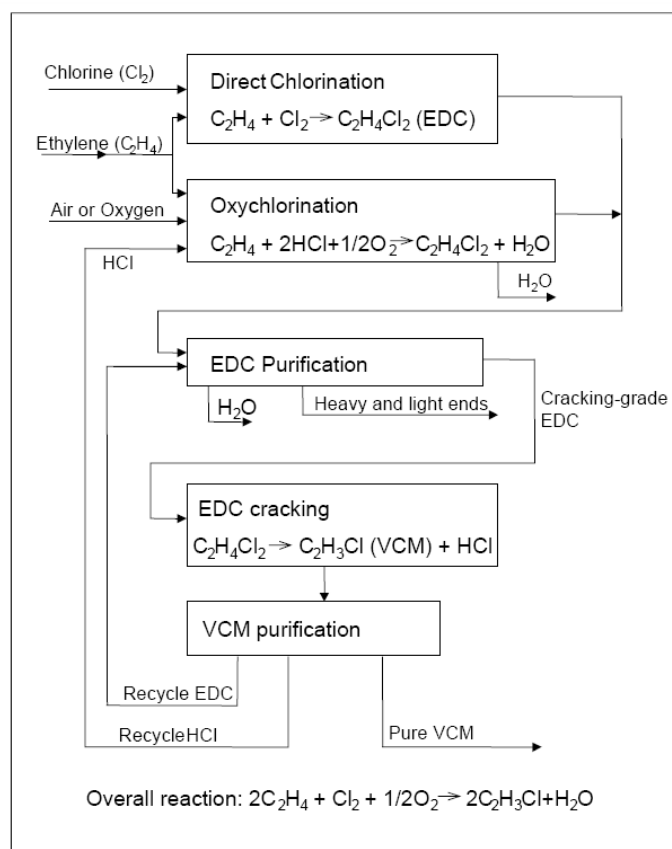 Chlorine (Cl₂)
Direct Chlorination
C₂H₄ + Cl₂→ C₂H₄Cl₂ (EDC)
Ethylene (C₂H₄)
Air or Oxygen
Oxychlorination
C₂H₄ + 2HCl+1/2O₂→C₂H₄Cl₂ + H₂O
HCl
H₂O
EDC Purification
H₂O
Heavy and light ends
Cracking-grade
EDC
EDC cracking
C₂H₄Cl₂→ C₂H₃Cl (VCM) + HCl
VCM purification
Recycle EDC
RecycleHCl
Pure VCM
Overall reaction: 2C₂H₄ + Cl₂ + 1/2O₂→ 2C₂H₃Cl+H₂O